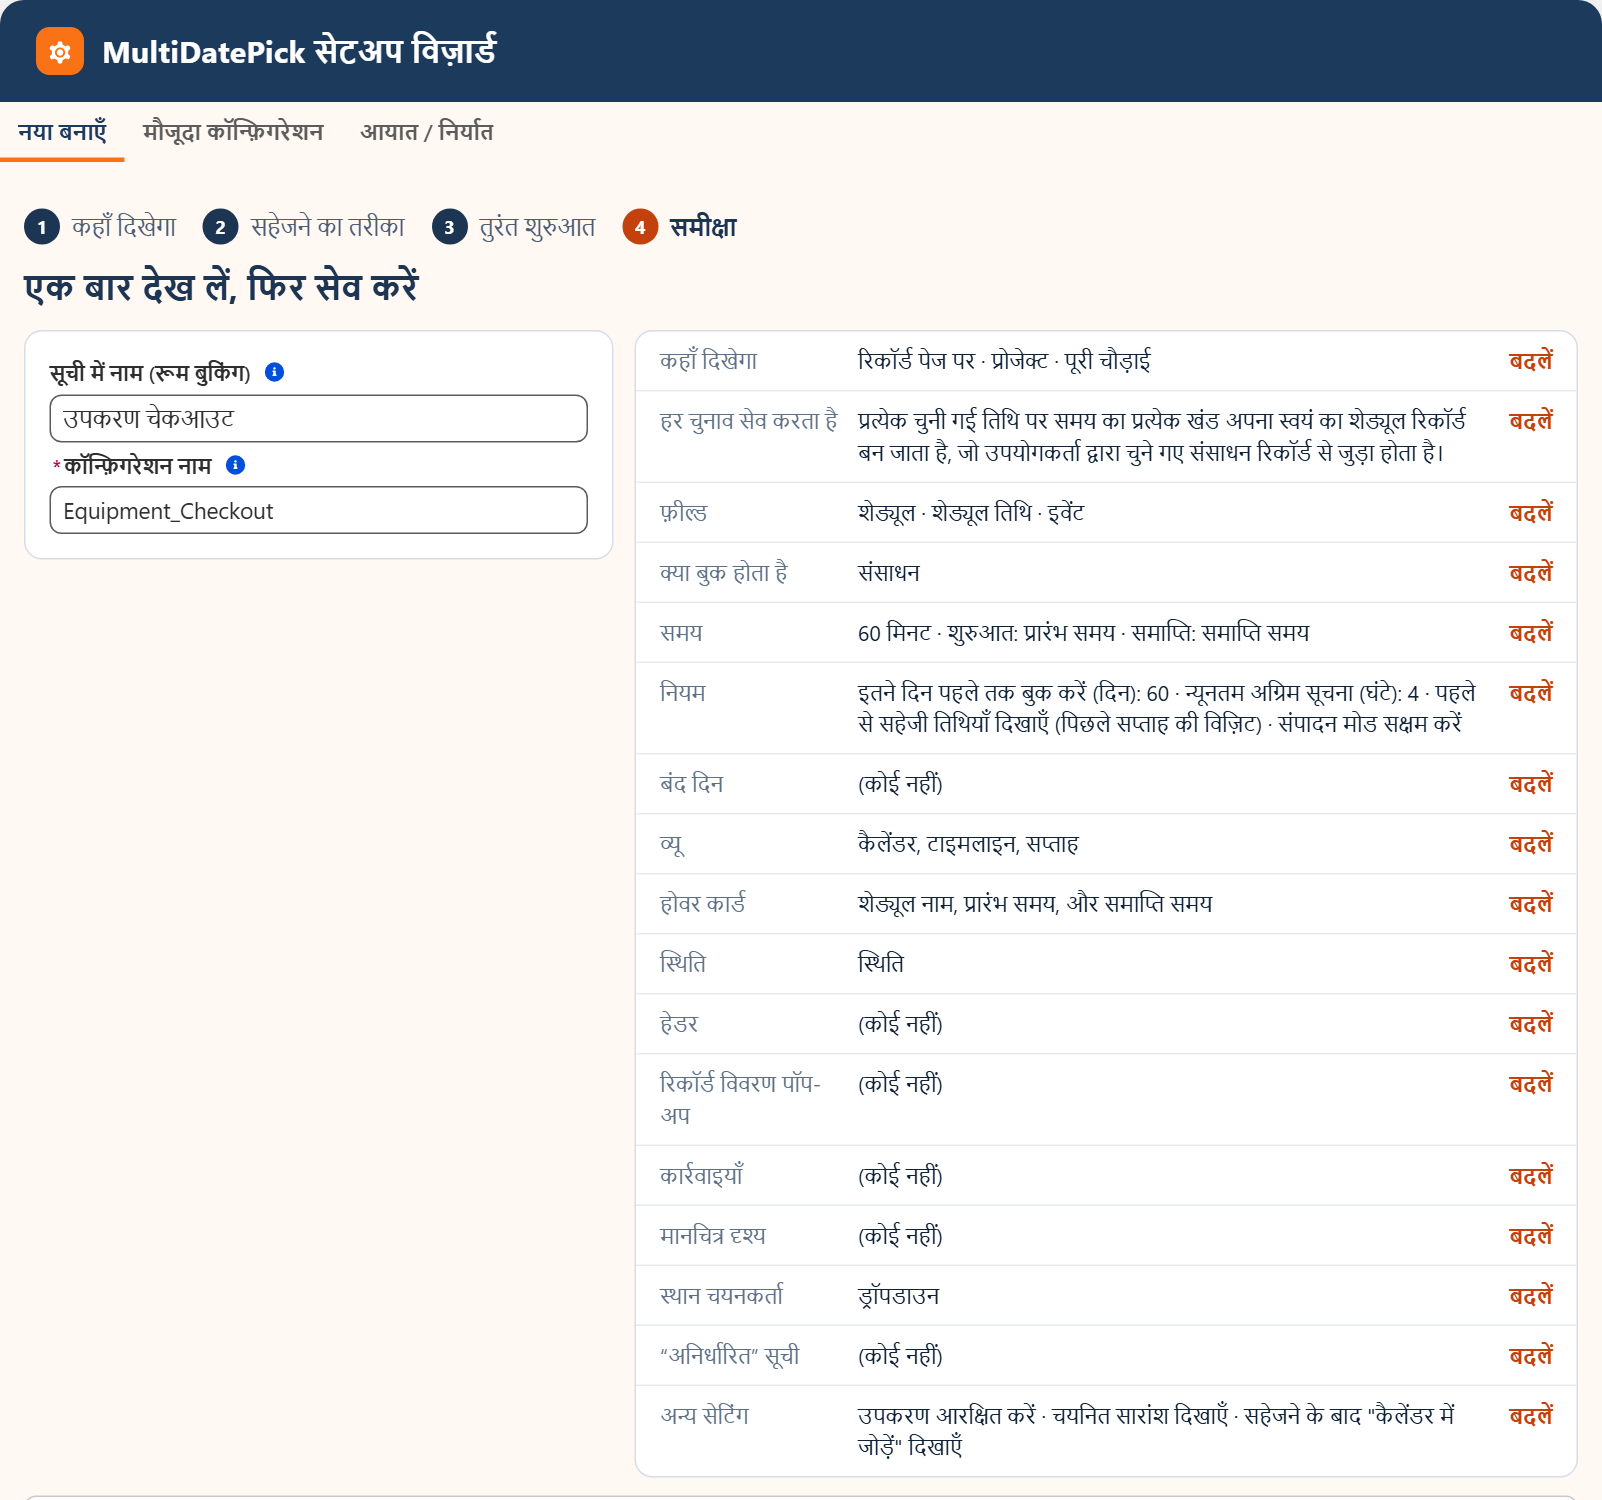 MultiDatePick सेटअप विज़ार्ड
नया बनाएँ
मौजूदा कॉन्फ़िगरेशन
आयात / निर्यात
1 कहाँ दिखेगा
2 सहेजने का तरीका
3 तुरंत शुरुआत
4 समीक्षा
एक बार देख लें, फिर सेव करें
सूची में नाम (रूम बुकिंग)
उपकरण चेकआउट
*कॉन्फ़िगरेशन नाम
Equipment_Checkout
कहाँ दिखेगा
रिकॉर्ड पेज पर · प्रोजेक्ट · पूरी चौड़ाई
बदलें
हर चुनाव सेव करता है
प्रत्येक चुनी गई तिथि पर समय का प्रत्येक खंड अपना स्वयं का शेड्यूल रिकॉर्ड
बन जाता है, जो उपयोगकर्ता द्वारा चुने गए संसाधन रिकॉर्ड से जुड़ा होता है।
बदलें
फ़ील्ड
शेड्यूल · शेड्यूल तिथि · इवेंट
बदलें
क्या बुक होता है
संसाधन
बदलें
समय
60 मिनट · शुरुआत: प्रारंभ समय · समाप्ति: समाप्ति समय
बदलें
नियम
इतने दिन पहले तक बुक करें (दिन): 60 · न्यूनतम अग्रिम सूचना (घंटे): 4 · पहले
से सहेजी तिथियाँ दिखाएँ (पिछले सप्ताह की विज़िट) · संपादन मोड सक्षम करें
बदलें
बंद दिन
(कोई नहीं)
बदलें
व्यू
कैलेंडर, टाइमलाइन, सप्ताह
बदलें
होवर कार्ड
शेड्यूल नाम, प्रारंभ समय, और समाप्ति समय
बदलें
स्थिति
स्थिति
बदलें
हेडर
(कोई नहीं)
बदलें
रिकॉर्ड विवरण पॉप-
अप
(कोई नहीं)
बदलें
कार्रवाइयाँ
(कोई नहीं)
बदलें
मानचित्र दृश्य
(कोई नहीं)
बदलें
स्थान चयनकर्ता
ड्रॉपडाउन
बदलें
“अनिर्धारित” सूची
(कोई नहीं)
बदलें
अन्य सेटिंग
उपकरण आरक्षित करें · चयनित सारांश दिखाएँ · सहेजने के बाद "कैलेंडर में
जोड़ें" दिखाएँ
बदलें